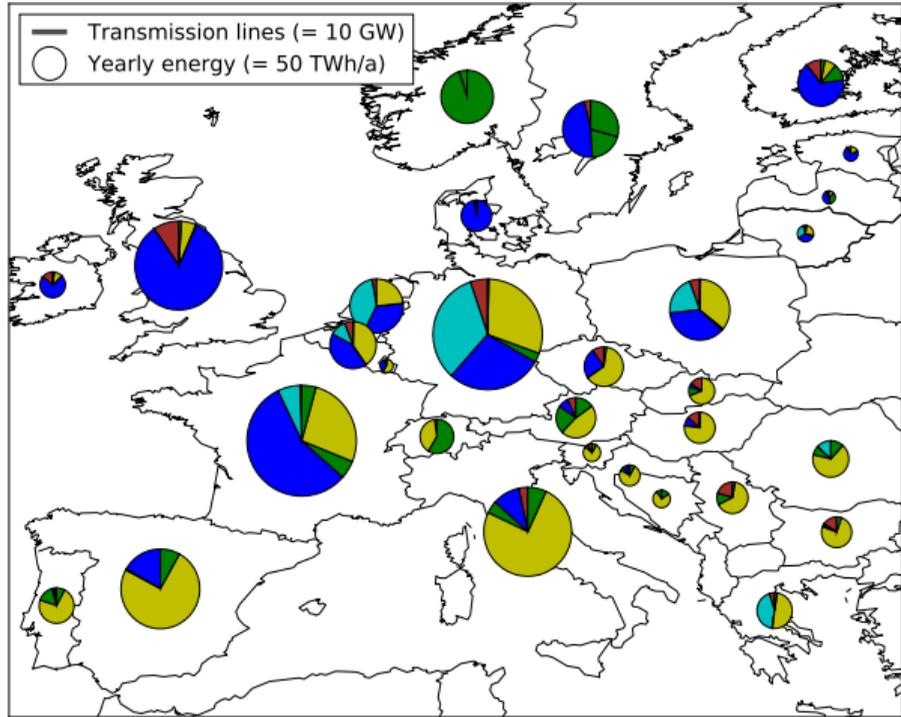 Transmission lines (= 10 GW)
Yearly energy (= 50 TWh/a)